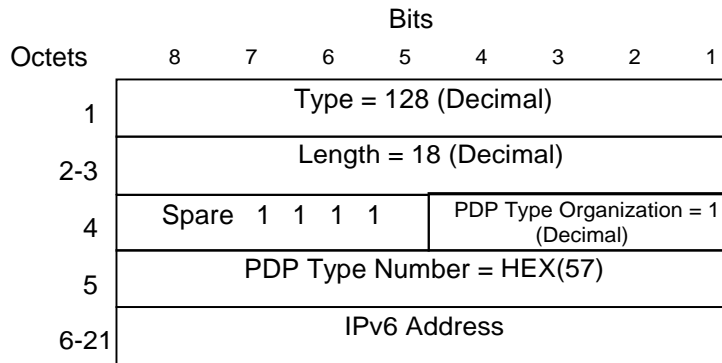 Bits
Octets 8 7 6 5 4 3 2 1
1 Type = 128 (Decimal)
2-3 Length = 18 (Decimal)
4 Spare 1 1 1 1 PDP Type Organization = 1
(Decimal)
5 PDP Type Number = HEX(57)
6-21 IPv6 Address